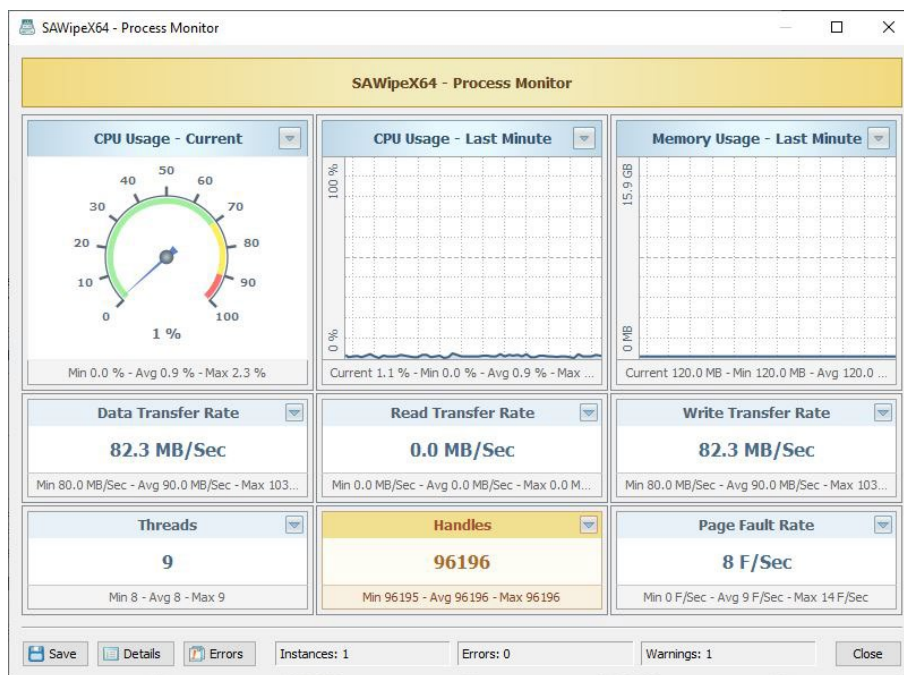 SAWipeX64 - Process Monitor
SAWipeX64 - Process Monitor
CPU Usage - Current
CPU Usage - Last Minute
Memory Usage - Last Minute
0
10
20
30
40
50
60
70
80
90
100
1 %
100 %
0 %
15.9 GB
0 MB
Min 0.0 % - Avg 0.9 % - Max 2.3 %
Current 1.1 % - Min 0.0 % - Avg 0.9 % - Max ...
Current 120.0 MB - Min 120.0 MB - Avg 120.0 ...
Data Transfer Rate
82.3 MB/Sec
Min 80.0 MB/Sec - Avg 90.0 MB/Sec - Max 103...
Read Transfer Rate
0.0 MB/Sec
Min 0.0 MB/Sec - Avg 0.0 MB/Sec - Max 0.0 M...
Write Transfer Rate
82.3 MB/Sec
Min 80.0 MB/Sec - Avg 90.0 MB/Sec - Max 103...
Threads
9
Min 8 - Avg 8 - Max 9
Handles
96196
Min 96195 - Avg 96196 - Max 96196
Page Fault Rate
8 F/Sec
Min 0 F/Sec - Avg 9 F/Sec - Max 14 F/Sec
Save
Details
Errors
Instances: 1
Errors: 0
Warnings: 1
Close